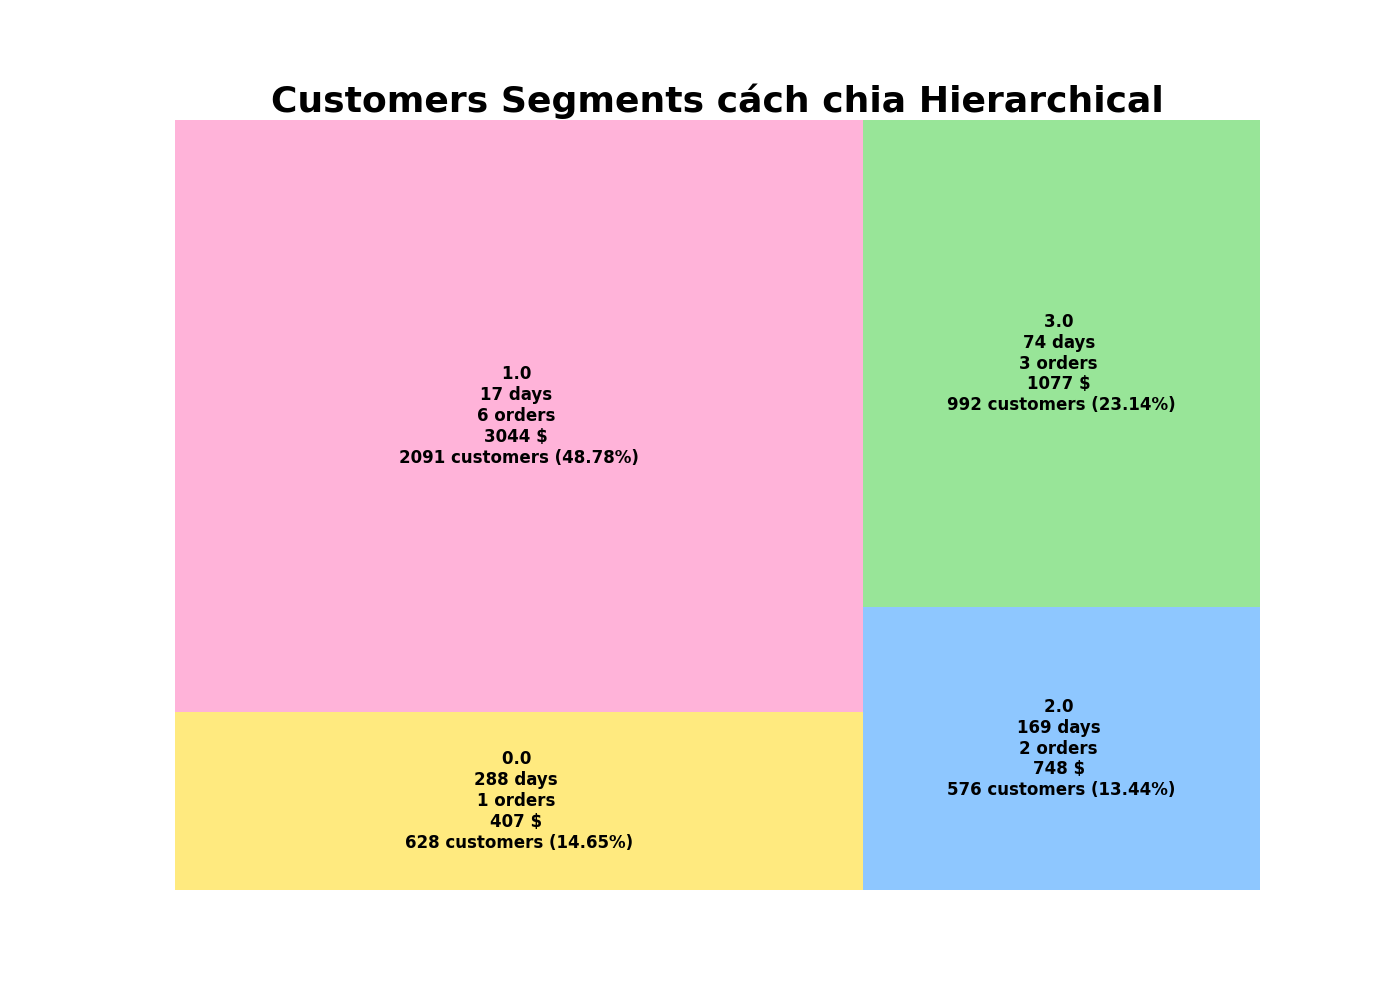 Customers Segments cách chia Hierarchical
1.0
17 days
6 orders
3044 $
2091 customers (48.78%)
3.0
74 days
3 orders
1077 $
992 customers (23.14%)
0.0
288 days
1 orders
407 $
628 customers (14.65%)
2.0
169 days
2 orders
748 $
576 customers (13.44%)